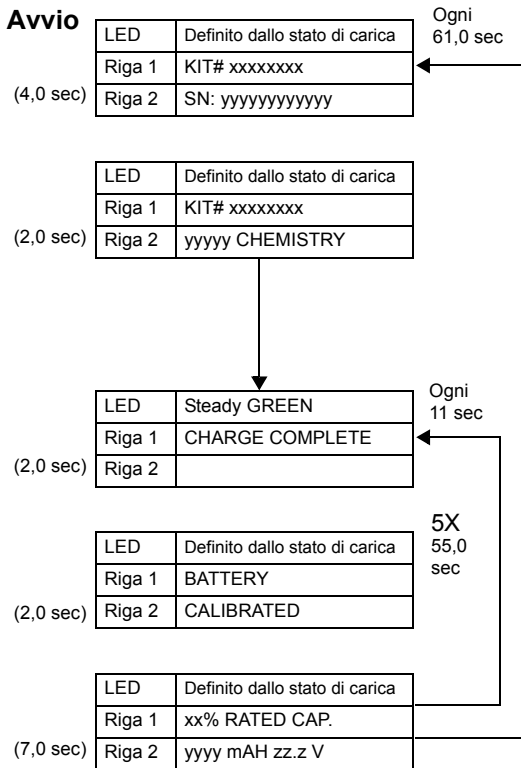 Avvio
Ogni
61,0 sec
LED Definito dallo stato di carica
Riga 1 KIT# xxxxxxxx
(4,0 sec) Riga 2 SN: yyyyyyyyyyyy
LED Definito dallo stato di carica
Riga 1 KIT# xxxxxxxx
(2,0 sec) Riga 2 yyyyy CHEMISTRY
Ogni
11 sec
LED Steady GREEN
Riga 1 CHARGE COMPLETE
(2,0 sec) Riga 2
5X
55,0
sec
LED Definito dallo stato di carica
Riga 1 BATTERY
(2,0 sec) Riga 2 CALIBRATED
LED Definito dallo stato di carica
Riga 1 xx% RATED CAP.
(7,0 sec) Riga 2 yyyy mAH zz.z V